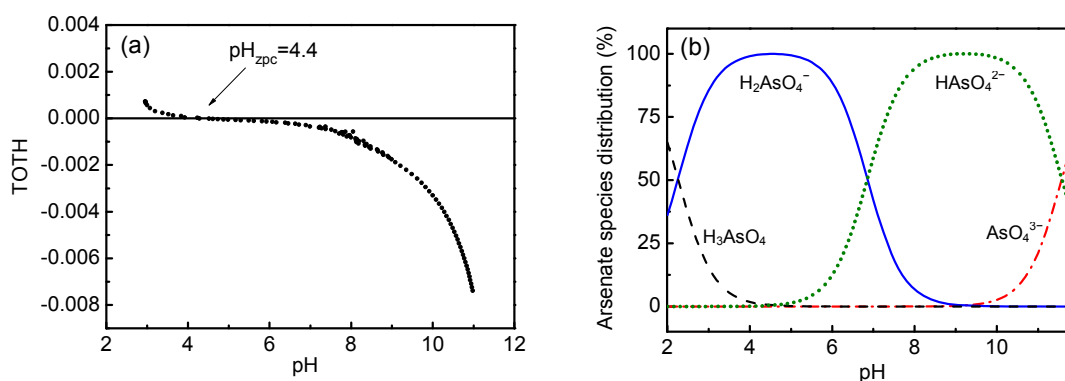 (a)
pH_zpc=4.4
0.004
0.002
0.000
-0.002
-0.004
-0.006
-0.008
TOTH
2 4 6 8 10 12
pH
(b)
100
75
50
25
0
Arsenate species distribution (%)
H₂AsO₄⁻
HAsO₄²⁻
H₃AsO₄
AsO₄³⁻
2 4 6 8 10
pH